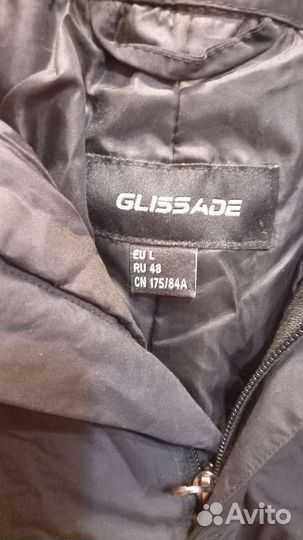 GLISSADE
EU L
RU 48
CN 175/84A
Avito